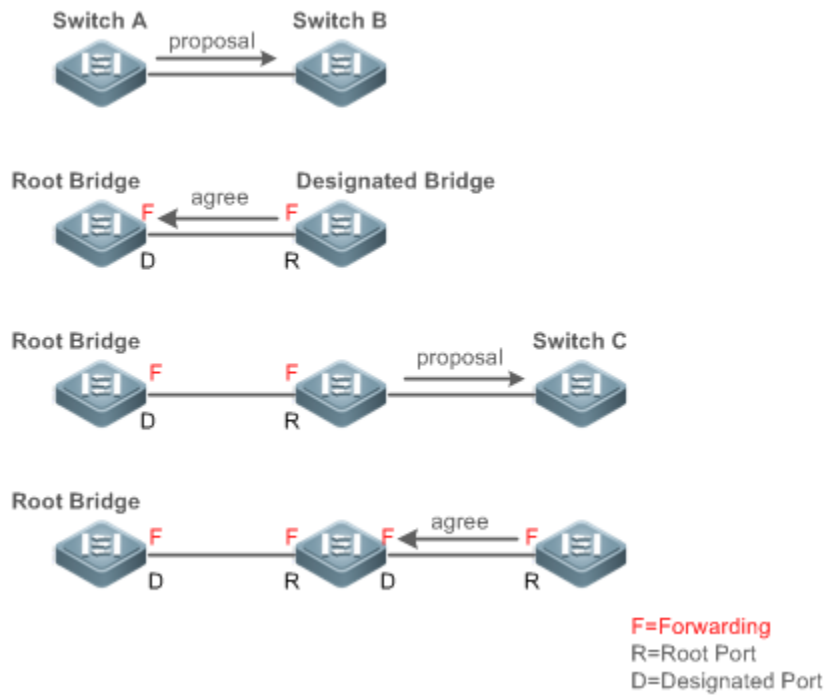 Switch A
Switch B
proposal
Root Bridge
Designated Bridge
F
agree
F
D
R
Root Bridge
Switch C
F
F
proposal
D
R
Root Bridge
F
F
F
agree
F
D
R
D
R
F=Forwarding
R=Root Port
D=Designated Port